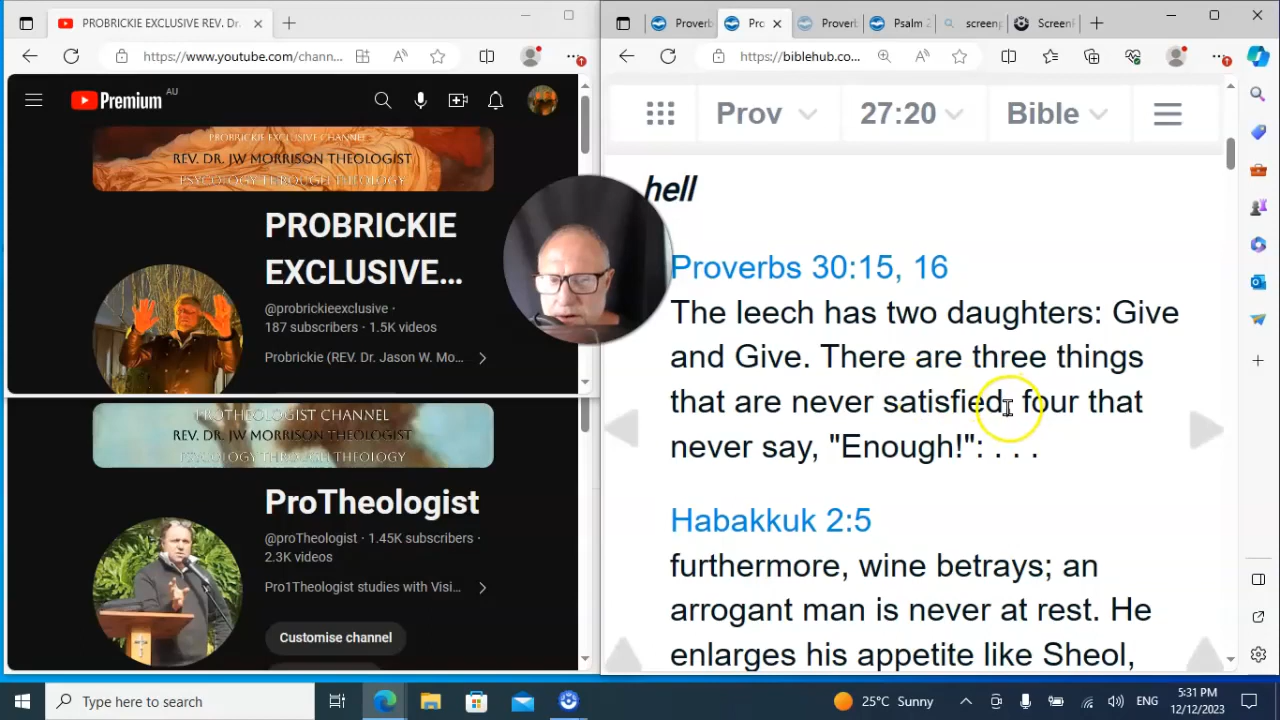 PROBRICKIE EXCLUSIVE REV. Dr.
https://www.youtube.com/chann...
Premium AU
PROBRICKIE EXCLUSIVE CHANNEL
REV. DR. JW MORRISON THEOLOGIST
PSYCOLOGY THROUGH THEOLOGY
PROBRICKIE
EXCLUSIVE...
@probrickieexclusive ·
187 subscribers · 1.5K videos
Probrickie (REV. Dr. Jason W. Mo...
PROTHEOLOGIST CHANNEL
REV. DR. JW MORRISON THEOLOGIST
THEOLOGY
ProTheologist
@proTheologist · 1.45K subscribers ·
2.3K videos
Pro1Theologist studies with Visi...
Customise channel
Proverb
Pro
Proverb
Psalm 2
screenp
ScreenP
https://biblehub.co...
Prov
27:20
Bible
hell
Proverbs 30:15, 16
The leech has two daughters: Give
and Give. There are three things
that are never satisfied, four that
never say, "Enough!": . . .
Habakkuk 2:5
furthermore, wine betrays; an
arrogant man is never at rest. He
enlarges his appetite like Sheol,
Type here to search
25°C Sunny
ENG
5:31 PM
12/12/2023